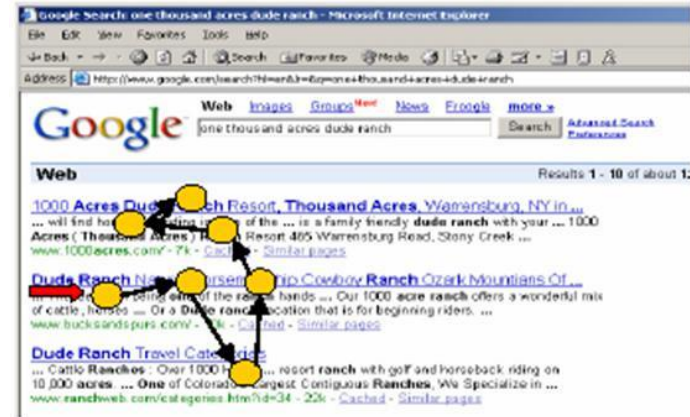 Google Search: one thousand acres dude ranch - Microsoft Internet Explorer
File Edit View Favorites Tools Help
Back Search Favorites Media
Address http://www.google.com/search?hl=en&lr=&q=one+thousand+acres+dude+ranch
Google
Web Images Groups New! News Froogle more »
one thousand acres dude ranch Search Advanced Search
Preferences
Web Results 1 - 10 of about
1000 Acres Dude Ranch Resort, Thousand Acres, Warrensburg, NY in ...
... will find of the ... is a family friendly dude ranch with your ... 1000
Acres ( Thousand Acres ) Resort 465 Warrensburg Road, Stony Creek ...
www.1000acres.com/ - 7k - Cached - Similar pages
Dude Ranch Cowboy Ranch Ozark Mountians Of ...
... being one of the ranch hands ... Our 1000 acre ranch offers a wonderful mix
of cattle, horses ... Or a Dude ranch vacation that is for beginning riders. ...
www.bucksandspurs.com/ - Cached - Similar pages
Dude Ranch Travel Categories
... Cattle Ranches : Over 1000 ... resort ranch with golf and horseback riding on
10,000 acres. ... One of Colorado Largest Contiguous Ranches, We Specialize in ...
www.ranchweb.com/categories.htm?id=34 - 22k - Cached - Similar pages